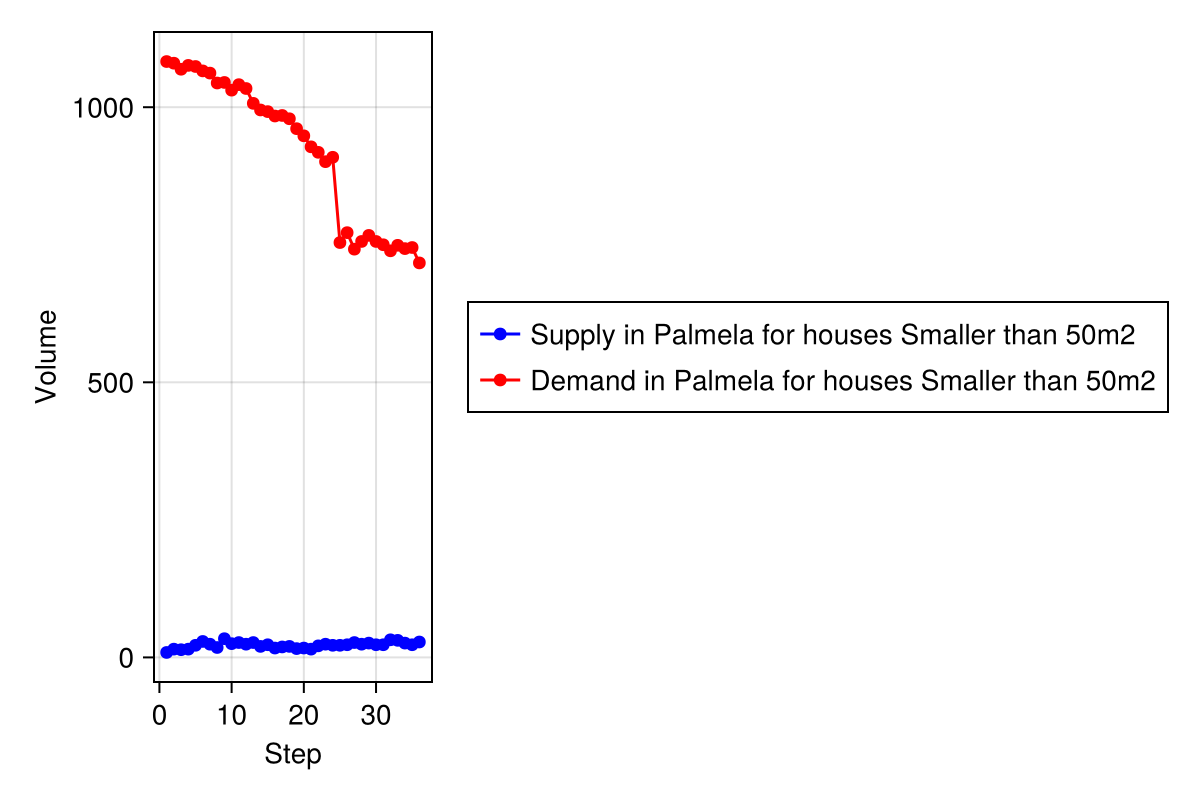 Volume
1000
500
0
0 10 20 30
Step
Supply in Palmela for houses Smaller than 50m2
Demand in Palmela for houses Smaller than 50m2